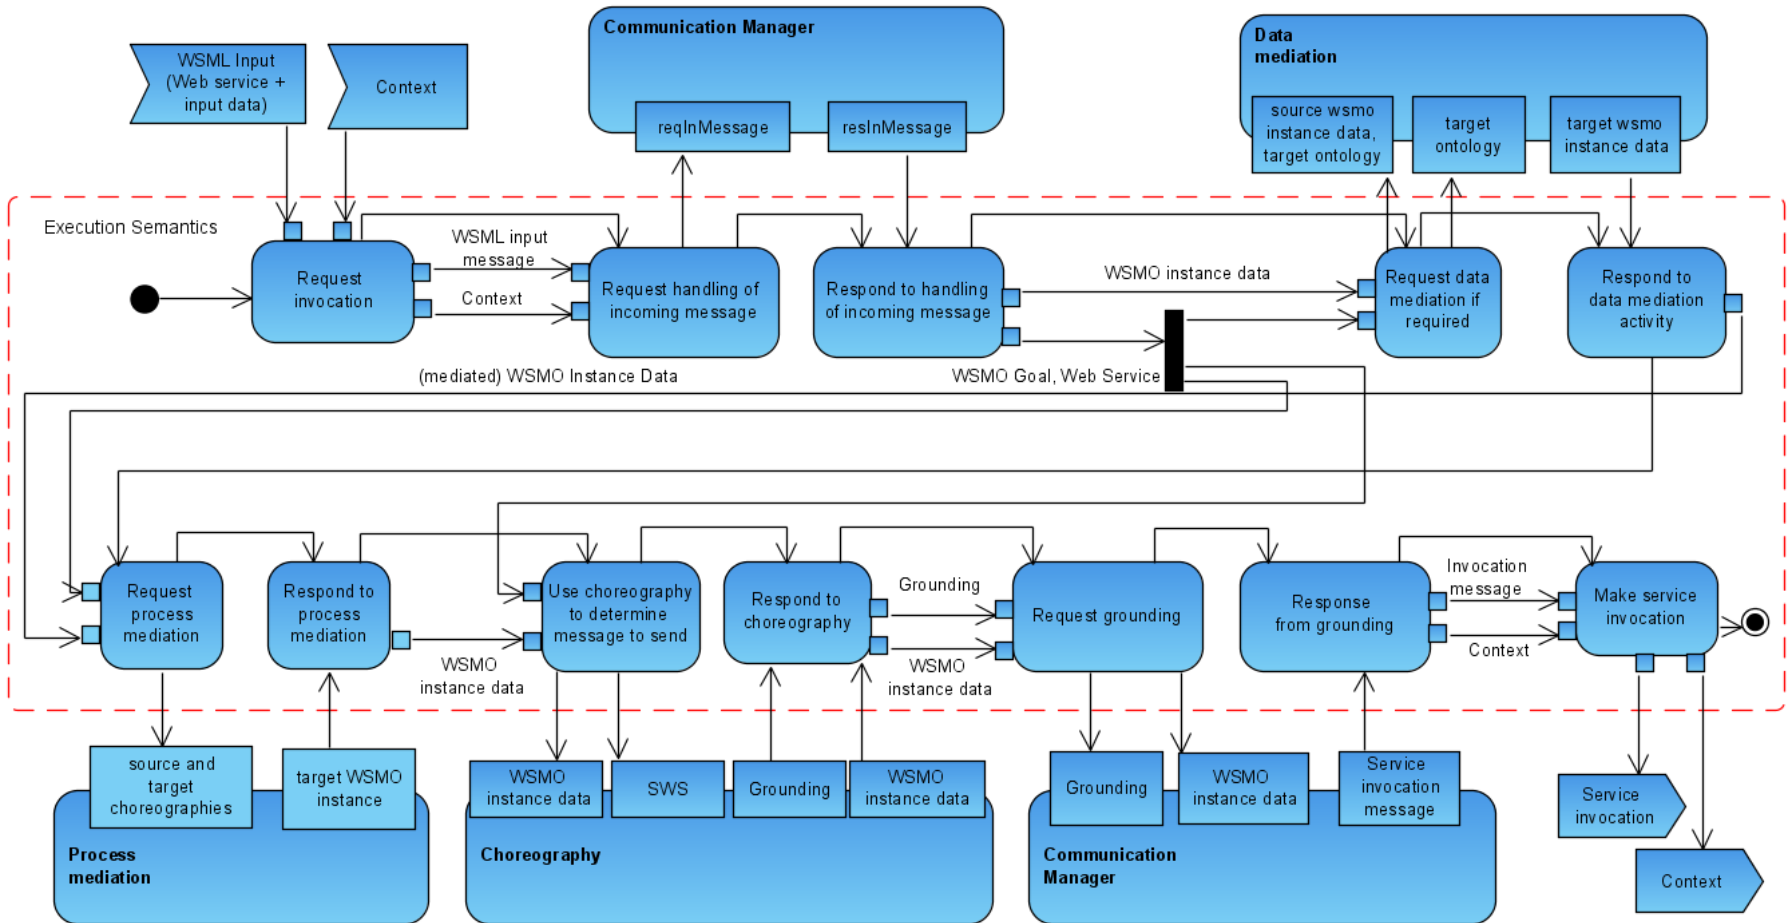 Communication Manager
Data
mediation
WSML Input
(Web service +
input data)
Context
reqInMessage
resInMessage
source wsmo
instance data,
target ontology
target
ontology
target wsmo
instance data
Execution Semantics
Request
invocation
WSML input
message
Context
Request handling of
incoming message
Respond to handling
of incoming message
WSMO instance data
Request data
mediation if
required
Respond to
data mediation
activity
(mediated) WSMO Instance Data
WSMO Goal, Web Service
Request
process
mediation
Respond to
process
mediation
WSMO
instance data
Use choreography
to determine
message to send
Respond to
choreography
Grounding
WSMO
instance data
Request grounding
Response
from grounding
Invocation
message
Context
Make service
invocation
source and
target
choreographies
target WSMO
instance
WSMO
instance data
SWS
Grounding
WSMO
instance data
Grounding
WSMO
instance data
Service
invocation
message
Service
invocation
Context
Process
mediation
Choreography
Communication
Manager